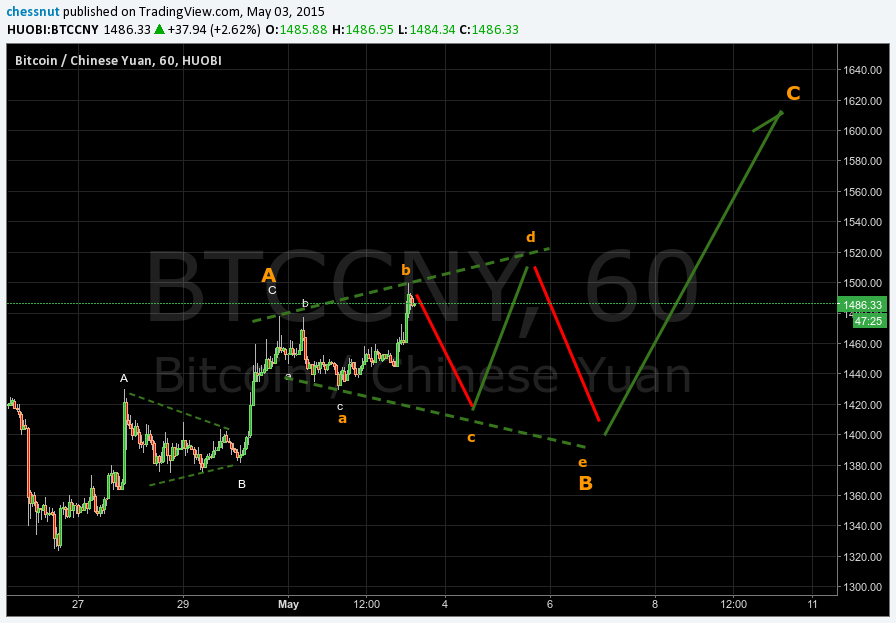 chessnut published on TradingView.com, May 03, 2015
HUOBI:BTCCNY 1486.33 ▲ +37.94 (+2.62%) O:1485.88 H:1486.95 L:1484.34 C:1486.33
Bitcoin / Chinese Yuan, 60, HUOBI
1640.00
C
1620.00
1600.00
1580.00
1560.00
1540.00
d
1520.00
BTCCNY, 60
A
b
C
1500.00
b
1486.33
47:25
1460.00
Bitcoin / Chinese Yuan
A
a
1440.00
c
a
1420.00
c
1400.00
e
B
B
1380.00
1360.00
1340.00
1320.00
1300.00
27
29
May
12:00
4
6
8
12:00
11